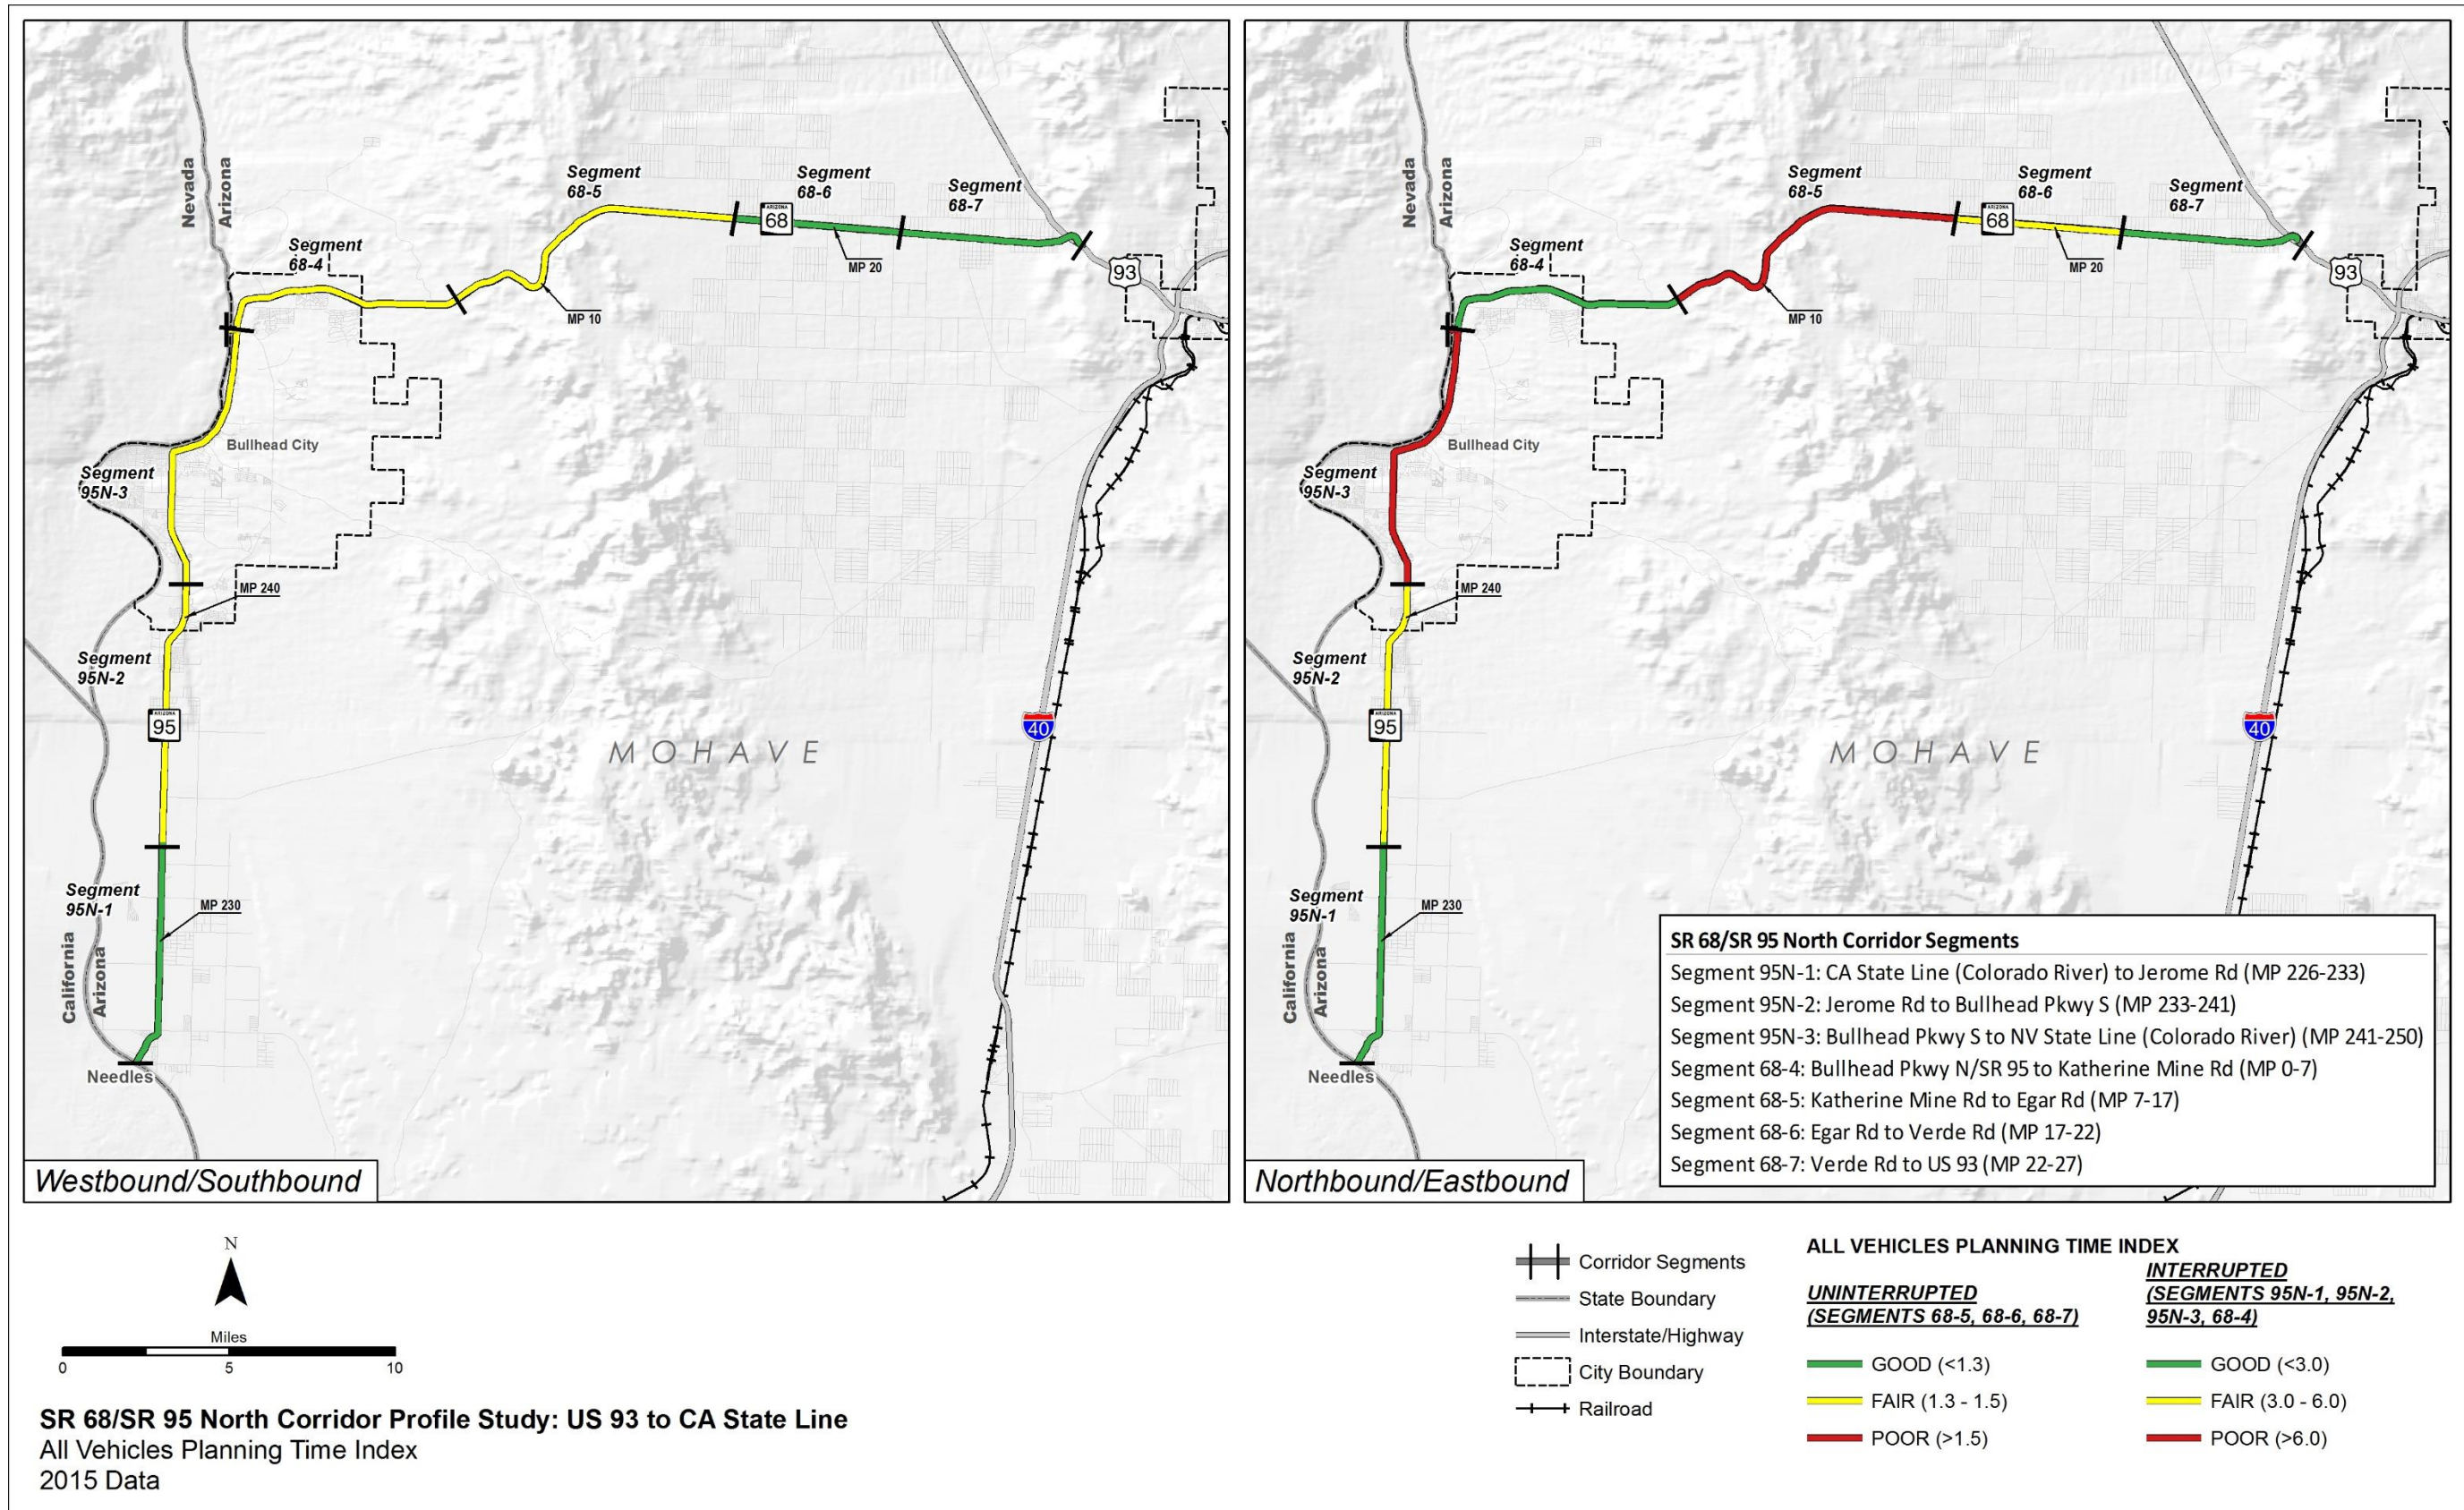 Nevada
Arizona
Segment
68-4
Segment
68-5
Segment
68-6
Segment
68-7
ARIZONA
68
MP 20
MP 10
93
Bullhead City
Segment
95N-3
MP 240
Segment
95N-2
ARIZONA
95
MOHAVE
40
Segment
95N-1
MP 230
California
Arizona
Needles
Westbound/Southbound
Nevada
Arizona
Segment
68-4
Segment
68-5
Segment
68-6
Segment
68-7
ARIZONA
68
MP 20
MP 10
93
Bullhead City
Segment
95N-3
MP 240
Segment
95N-2
ARIZONA
95
MOHAVE
40
Segment
95N-1
MP 230
California
Arizona
Needles
Northbound/Eastbound
SR 68/SR 95 North Corridor Segments
Segment 95N-1: CA State Line (Colorado River) to Jerome Rd (MP 226-233)
Segment 95N-2: Jerome Rd to Bullhead Pkwy S (MP 233-241)
Segment 95N-3: Bullhead Pkwy S to NV State Line (Colorado River) (MP 241-250)
Segment 68-4: Bullhead Pkwy N/SR 95 to Katherine Mine Rd (MP 0-7)
Segment 68-5: Katherine Mine Rd to Egar Rd (MP 7-17)
Segment 68-6: Egar Rd to Verde Rd (MP 17-22)
Segment 68-7: Verde Rd to US 93 (MP 22-27)
N
Miles
0 5 10
SR 68/SR 95 North Corridor Profile Study: US 93 to CA State Line
All Vehicles Planning Time Index
2015 Data
Corridor Segments
State Boundary
Interstate/Highway
City Boundary
Railroad
ALL VEHICLES PLANNING TIME INDEX
UNINTERRUPTED
(SEGMENTS 68-5, 68-6, 68-7)
GOOD (<1.3)
FAIR (1.3 - 1.5)
POOR (>1.5)
INTERRUPTED
(SEGMENTS 95N-1, 95N-2,
95N-3, 68-4)
GOOD (<3.0)
FAIR (3.0 - 6.0)
POOR (>6.0)